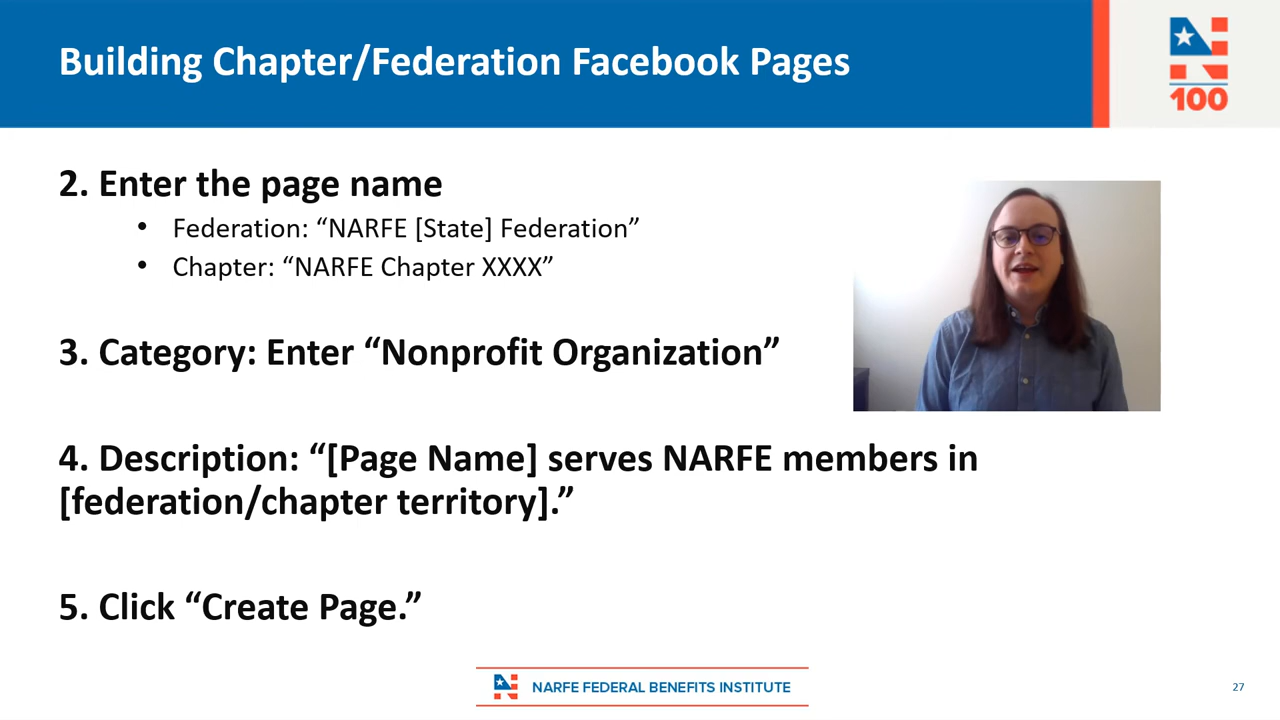 Building Chapter/Federation Facebook Pages
100
2. Enter the page name
• Federation: “NARFE [State] Federation”
• Chapter: “NARFE Chapter XXXX”
3. Category: Enter “Nonprofit Organization”
4. Description: “[Page Name] serves NARFE members in
[federation/chapter territory].”
5. Click “Create Page.”
NARFE FEDERAL BENEFITS INSTITUTE
27